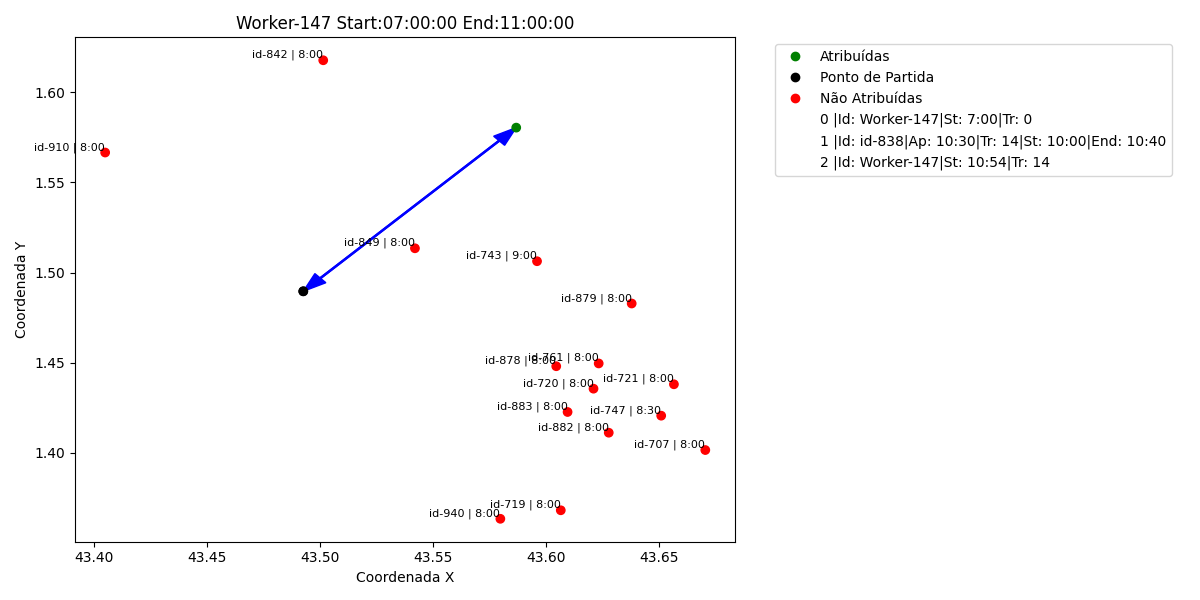 Worker-147 Start:07:00:00 End:11:00:00
Atribuídas
Ponto de Partida
Não Atribuídas
0 |Id: Worker-147|St: 7:00|Tr: 0
1 |Id: id-838|Ap: 10:30|Tr: 14|St: 10:00|End: 10:40
2 |Id: Worker-147|St: 10:54|Tr: 14
id-842 | 8:00
id-910 | 8:00
id-849 | 8:00
id-743 | 9:00
id-879 | 8:00
id-761 | 8:00
id-878 | 8:00
id-721 | 8:00
id-720 | 8:00
id-883 | 8:00
id-747 | 8:30
id-882 | 8:00
id-707 | 8:00
id-719 | 8:00
id-940 | 8:00
Coordenada Y
1.60
1.55
1.50
1.45
1.40
43.40 43.45 43.50 43.55 43.60 43.65
Coordenada X